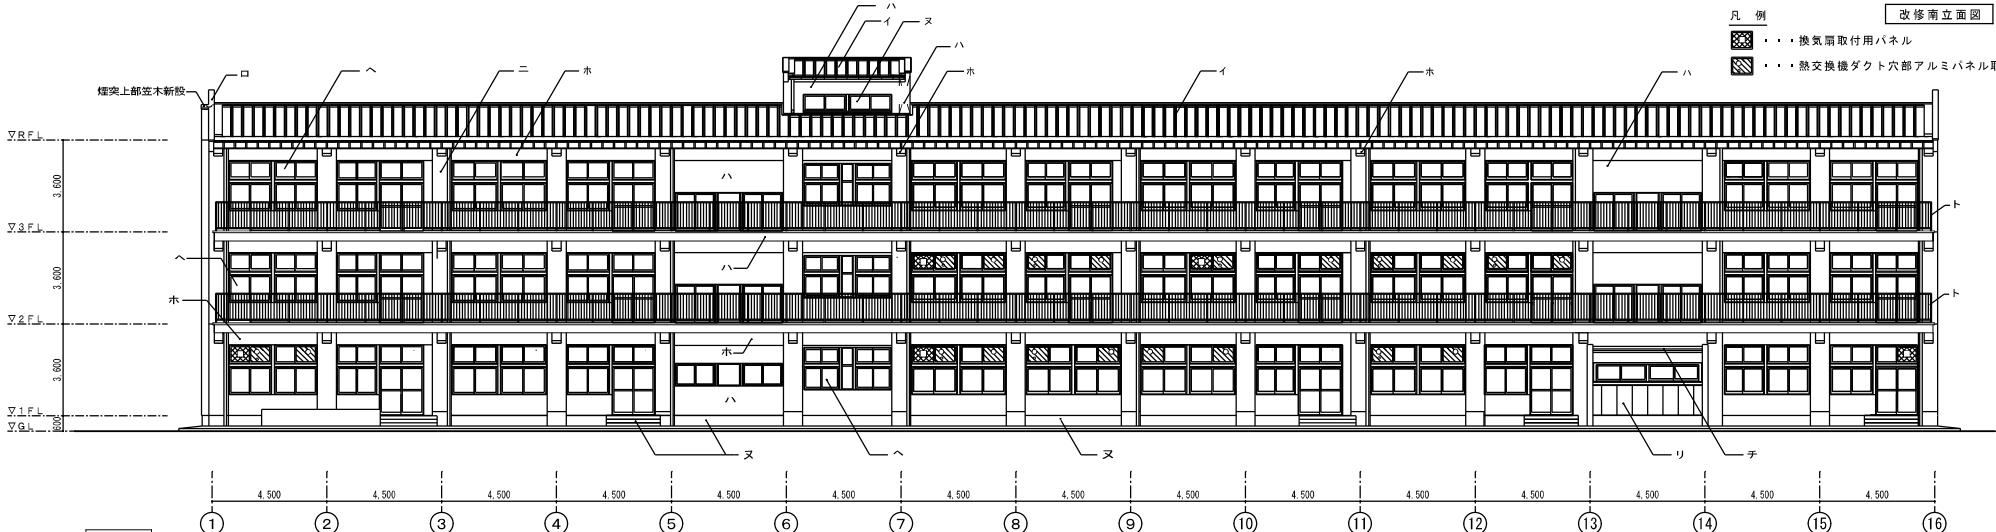 改修南立面図
凡 例
・・・換気扇取付用パネル
・・・熱交換機ダクト穴部アルミパネル
ハ
イ
ヌ
ハ
ロ
ヘ
ニ
ホ
ホ
イ
ホ
ハ
煙突上部笠木新設
▽RFL
3,600
ハ
▽3FL
ト
ヘ
ハ
3,600
ホ
ト
▽2FL
ホ
3,600
ハ
▽1FL
600
▽GL
ヌ
ヘ
ヌ
リ
チ
4,500 4,500 4,500 4,500 4,500 4,500 4,500 4,500 4,500 4,500 4,500 4,500 4,500 4,500 4,500
1 2 3 4 5 6 7 8 9 10 11 12 13 14 15 16